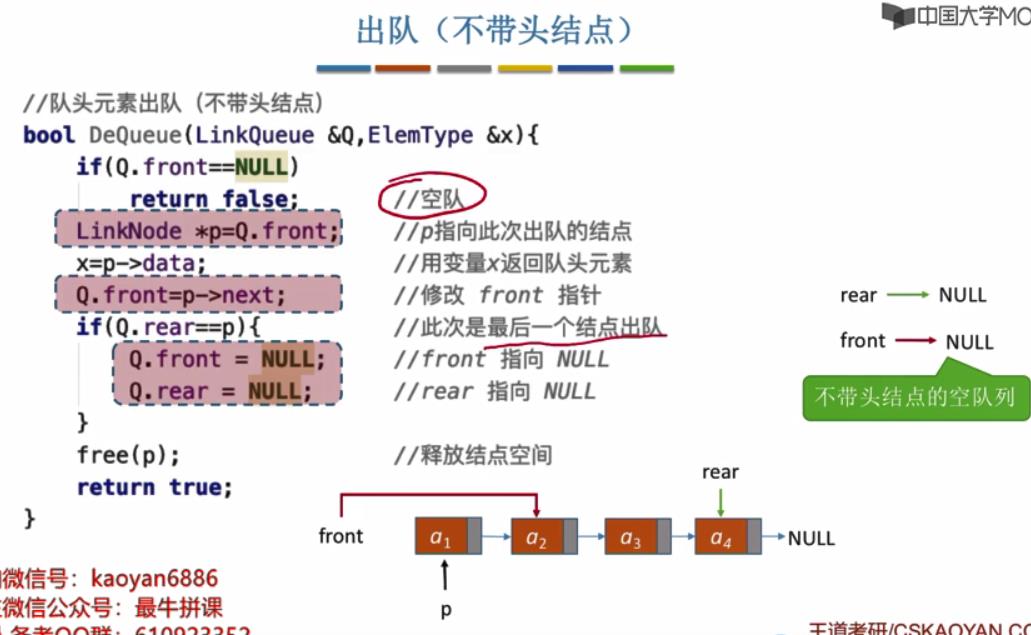 中国大学MO
出队（不带头结点）
//队头元素出队（不带头结点）
bool DeQueue(LinkQueue &Q,ElemType &x){
if(Q.front==NULL)
return false; //空队
LinkNode *p=Q.front; //p指向此次出队的结点
x=p->data; //用变量x返回队头元素
Q.front=p->next; //修改 front 指针
if(Q.rear==p){ //此次是最后一个结点出队
Q.front = NULL; //front 指向 NULL
Q.rear = NULL; //rear 指向 NULL
}
free(p); //释放结点空间
return true;
}
rear NULL
front NULL
不带头结点的空队列
rear
front a1 a2 a3 a4 NULL
p
微信号：kaoyan6886
微信公众号：最牛拼课
备考QQ群：610923352
王道考研/CSKAOYAN.CO